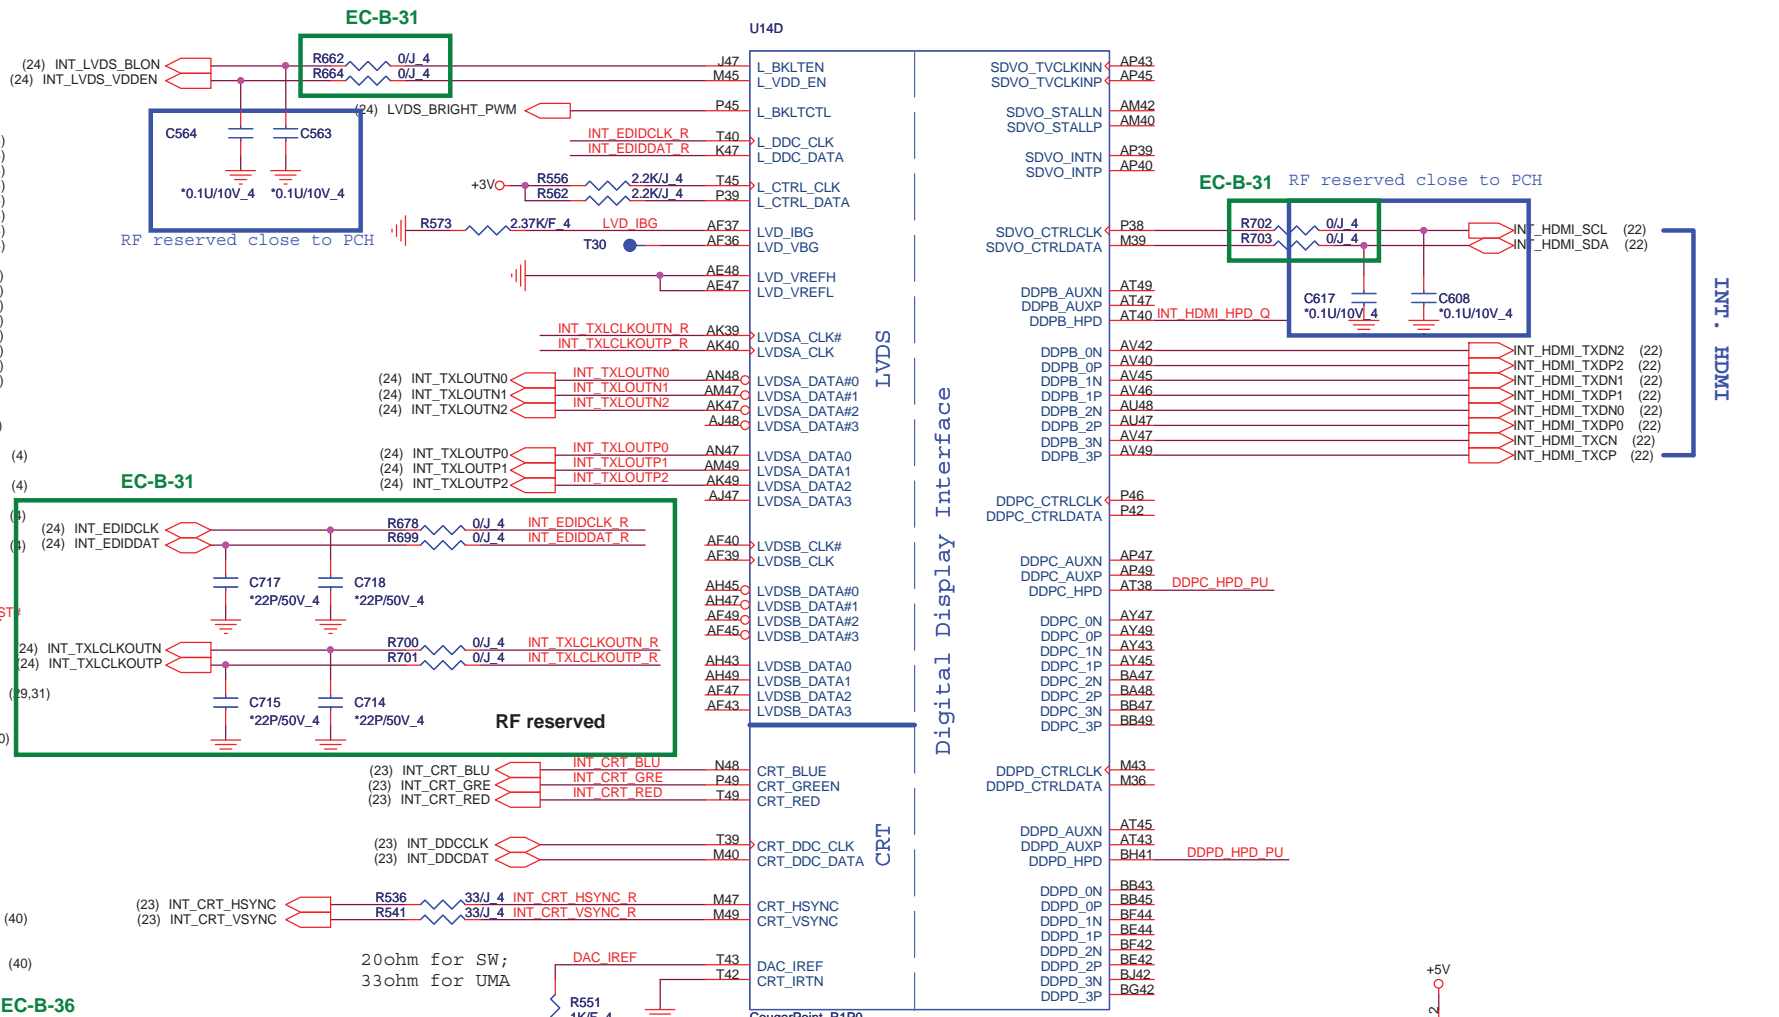 EC-B-31
U14D
(24) INT_LVDS_BLON
R662 0/J_4
J47 L_BKLTEN
SDVO_TVCLKINN AP43
(24) INT_LVDS_VDDEN
R664 0/J_4
M45 L_VDD_EN
SDVO_TVCLKINP AP45
(24) LVDS_BRIGHT_PWM
P45 L_BKLTCTL
SDVO_STALLN AM42
SDVO_STALLP AM40
C564 C563
*0.1U/10V_4 *0.1U/10V_4
RF reserved close to PCH
INT_EDIDCLK_R T40 L_DDC_CLK
INT_EDIDDAT_R K47 L_DDC_DATA
SDVO_INTN AP39
SDVO_INTP AP40
+3V R556 2.2K/J_4 T45 L_CTRL_CLK
R562 2.2K/J_4 P39 L_CTRL_DATA
EC-B-31 RF reserved close to PCH
R573 2.37K/F_4 LVD_IBG AF37 LVD_IBG
T30 AF36 LVD_VBG
SDVO_CTRLCLK P38 R702 0/J_4 INT_HDMI_SCL (22)
SDVO_CTRLDATA M39 R703 0/J_4 INT_HDMI_SDA (22)
AE48 LVD_VREFH
AE47 LVD_VREFL
DDPB_AUXN AT49
DDPB_AUXP AT47
DDPB_HPD AT40 INT_HDMI_HPD_Q
C617 C608
*0.1U/10V_4 *0.1U/10V_4
INT. HDMI
INT_TXLCLKOUTN_R AK39 LVDSA_CLK#
INT_TXLCLKOUTP_R AK40 LVDSA_CLK
LVDS
DDPB_0N AV42 INT_HDMI_TXDN2 (22)
DDPB_0P AV40 INT_HDMI_TXDP2 (22)
DDPB_1N AV45 INT_HDMI_TXDN1 (22)
DDPB_1P AV46 INT_HDMI_TXDP1 (22)
DDPB_2N AU48 INT_HDMI_TXDN0 (22)
DDPB_2P AU47 INT_HDMI_TXDP0 (22)
DDPB_3N AV47 INT_HDMI_TXCN (22)
DDPB_3P AV49 INT_HDMI_TXCP (22)
(24) INT_TXLOUTN0 INT_TXLOUTN0 AN48 LVDSA_DATA#0
(24) INT_TXLOUTN1 INT_TXLOUTN1 AM47 LVDSA_DATA#1
(24) INT_TXLOUTN2 INT_TXLOUTN2 AK47 LVDSA_DATA#2
AJ48 LVDSA_DATA#3
(24) INT_TXLOUTP0 INT_TXLOUTP0 AN47 LVDSA_DATA0
(24) INT_TXLOUTP1 INT_TXLOUTP1 AM49 LVDSA_DATA1
(24) INT_TXLOUTP2 INT_TXLOUTP2 AK49 LVDSA_DATA2
AJ47 LVDSA_DATA3
Digital Display Interface
DDPC_CTRLCLK P46
DDPC_CTRLDATA P42
(4)
(4)
(4)
(4)
EC-B-31
(24) INT_EDIDCLK R678 0/J_4 INT_EDIDCLK_R
(24) INT_EDIDDAT R699 0/J_4 INT_EDIDDAT_R
C717 C718
*22P/50V_4 *22P/50V_4
ST#
(24) INT_TXLCLKOUTN R700 0/J_4 INT_TXLCLKOUTN_R
(24) INT_TXLCLKOUTP R701 0/J_4 INT_TXLCLKOUTP_R
(29,31)
C715 C714
*22P/50V_4 *22P/50V_4
RF reserved
0)
AF40 LVDSB_CLK#
AF39 LVDSB_CLK
AH45 LVDSB_DATA#0
AH47 LVDSB_DATA#1
AF49 LVDSB_DATA#2
AF45 LVDSB_DATA#3
AH43 LVDSB_DATA0
AH49 LVDSB_DATA1
AF47 LVDSB_DATA2
AF43 LVDSB_DATA3
DDPC_AUXN AP47
DDPC_AUXP AP49
DDPC_HPD AT38 DDPC_HPD_PU
DDPC_0N AY47
DDPC_0P AY49
DDPC_1N AY43
DDPC_1P AY45
DDPC_2N BA47
DDPC_2P BA48
DDPC_3N BB47
DDPC_3P BB49
(23) INT_CRT_BLU INT_CRT_BLU N48 CRT_BLUE
(23) INT_CRT_GRE INT_CRT_GRE P49 CRT_GREEN
(23) INT_CRT_RED INT_CRT_RED T49 CRT_RED
DDPD_CTRLCLK M43
DDPD_CTRLDATA M36
CRT
(23) INT_DDCCLK T39 CRT_DDC_CLK
(23) INT_DDCDAT M40 CRT_DDC_DATA
DDPD_AUXN AT45
DDPD_AUXP AT43
DDPD_HPD BH41 DDPD_HPD_PU
(23) INT_CRT_HSYNC R536 33/J_4 INT_CRT_HSYNC_R M47 CRT_HSYNC
(23) INT_CRT_VSYNC R541 33/J_4 INT_CRT_VSYNC_R M49 CRT_VSYNC
DDPD_0N BB43
DDPD_0P BB45
DDPD_1N BF44
DDPD_1P BE44
DDPD_2N BF42
DDPD_2P BE42
DDPD_3N BJ42
DDPD_3P BG42
(40)
(40)
20ohm for SW;
33ohm for UMA
DAC_IREF T43 DAC_IREF
T42 CRT_IRTN
R551
1K/F_4
EC-B-36
CougarPoint_R1P0
+5V
2